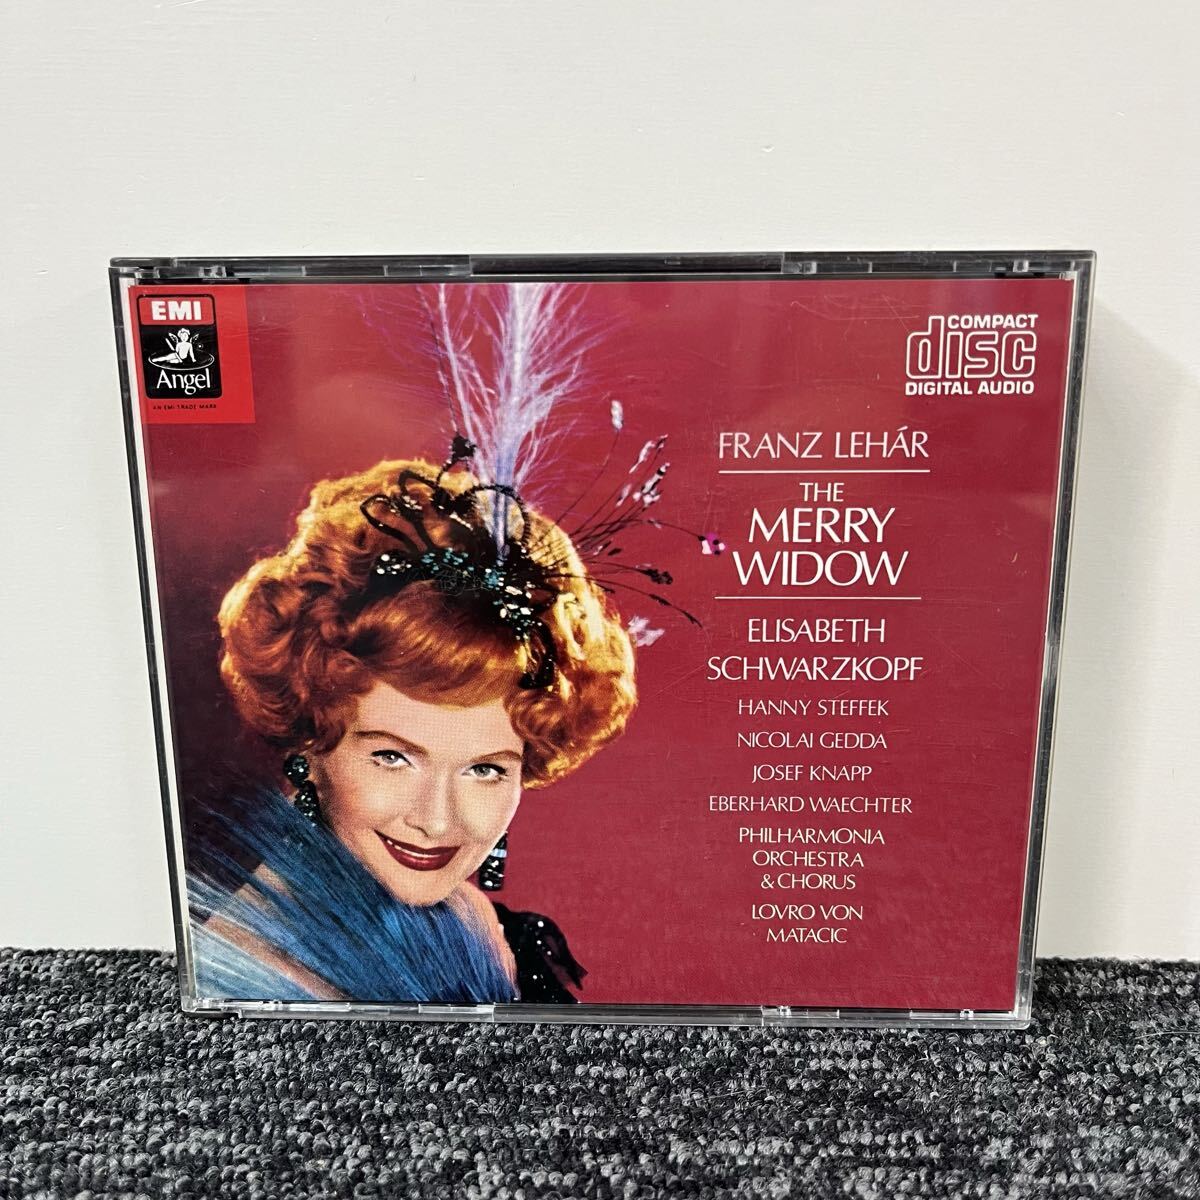 EMI
Angel
AN EMI TRADE MARK
COMPACT
disc
DIGITAL AUDIO
FRANZ LEHÁR
THE
MERRY
WIDOW
ELISABETH
SCHWARZKOPF
HANNY STEFFEK
NICOLAI GEDDA
JOSEF KNAPP
EBERHARD WAECHTER
PHILHARMONIA
ORCHESTRA
& CHORUS
LOVRO VON
MATACIC